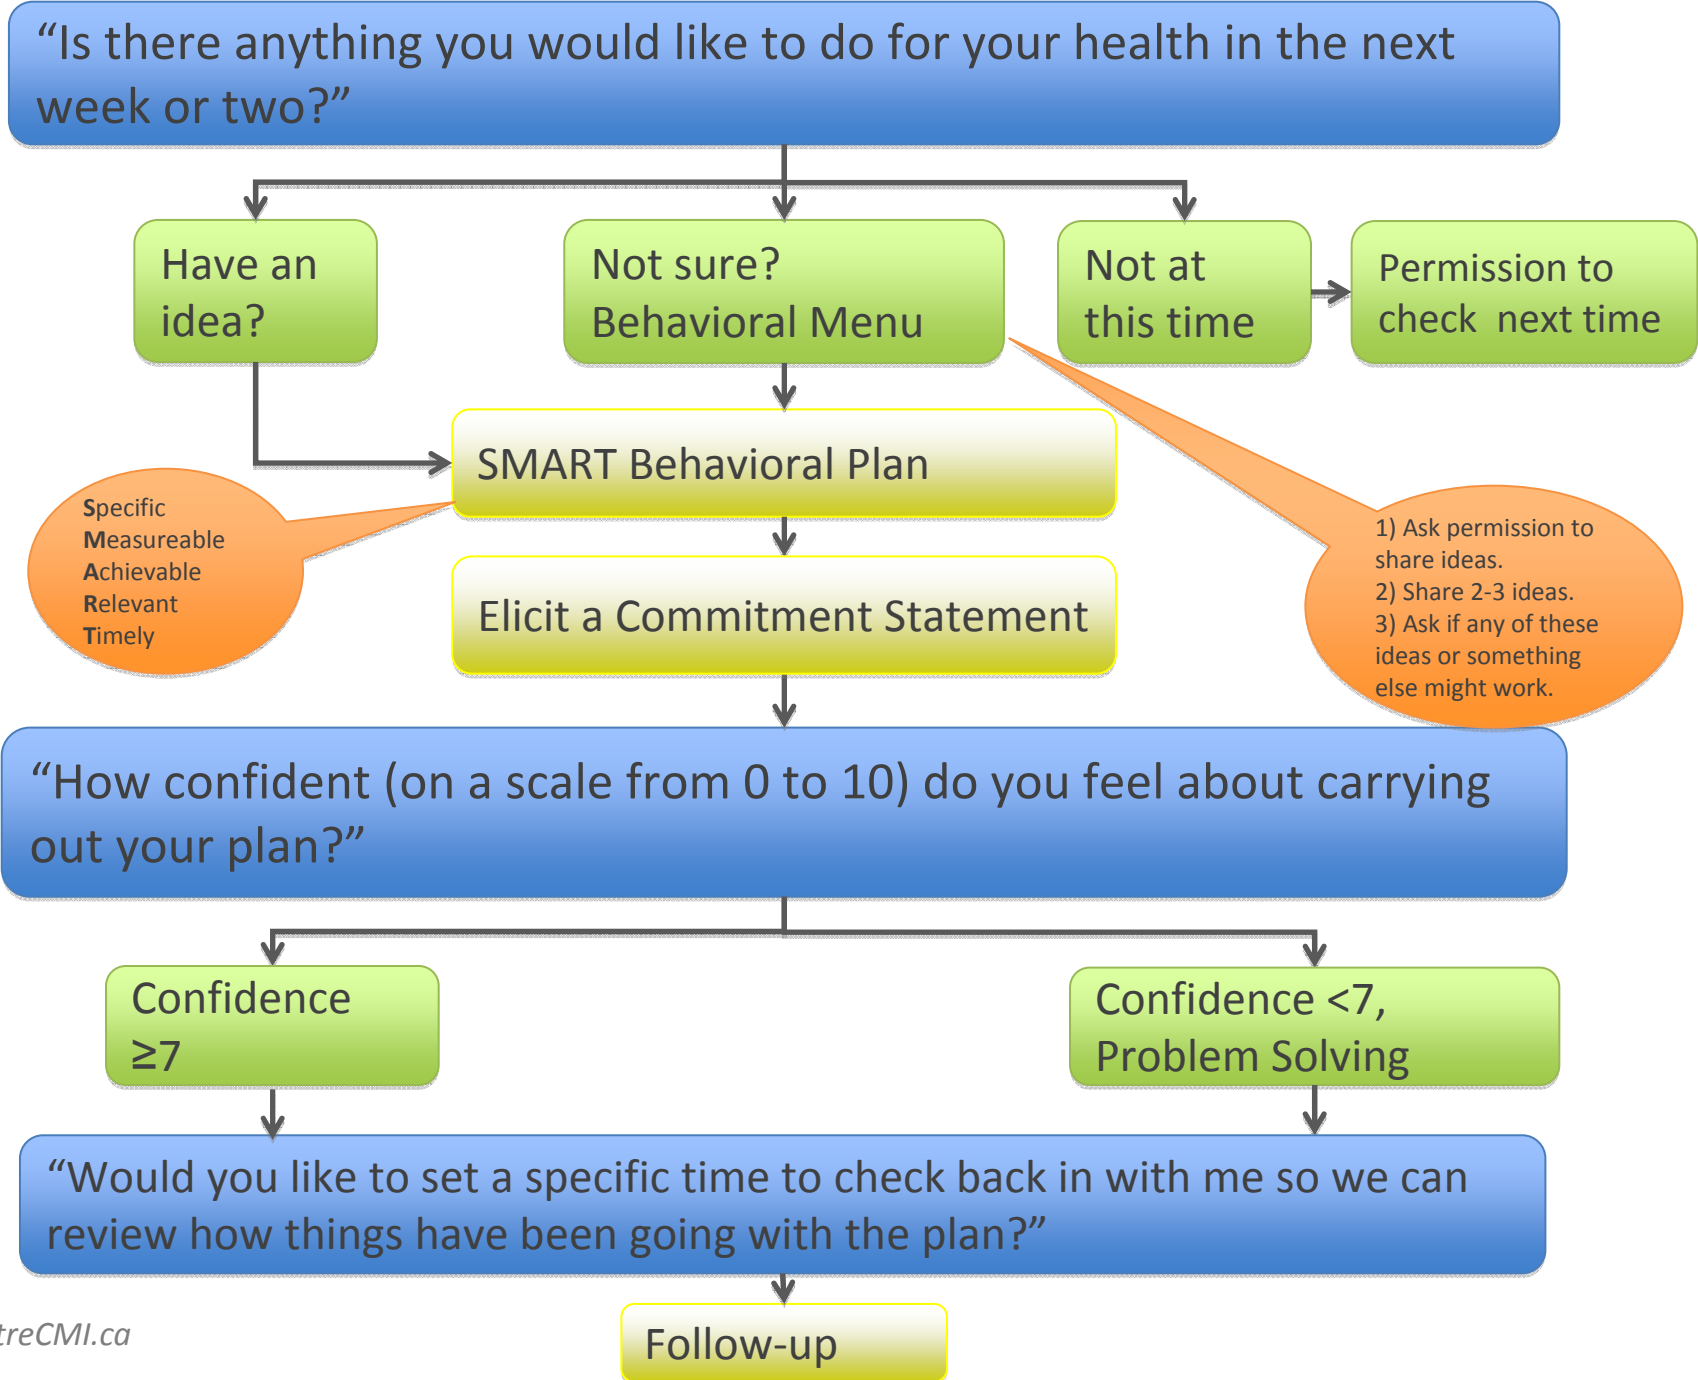 “Is there anything you would like to do for your health in the next
week or two?”
Have an
idea?
Not sure?
Behavioral Menu
Not at
this time
Permission to
check  next time
SMART Behavioral Plan
Specific
Measureable
Achievable
Relevant
Timely
1) Ask permission to
share ideas.
2) Share 2-3 ideas.
3) Ask if any of these
ideas or something
else might work.
Elicit a Commitment Statement
“How confident (on a scale from 0 to 10) do you feel about carrying
out your plan?”
Confidence
≥7
Confidence <7,
Problem Solving
“Would you like to set a specific time to check back in with me so we can
review how things have been going with the plan?”
Follow-up
treCMI.ca